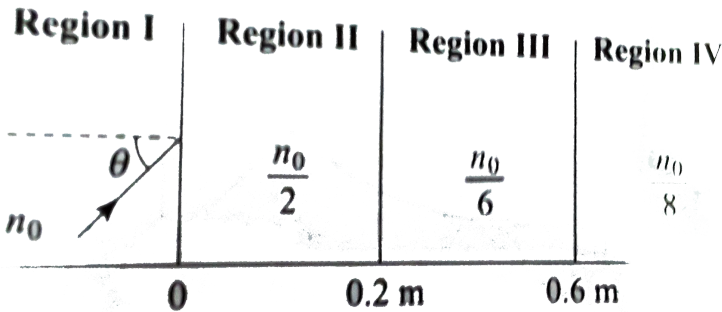 Region I Region II Region III Region IV
θ n₀/2 n₀/6 n₀/8
n₀
0 0.2 m 0.6 m